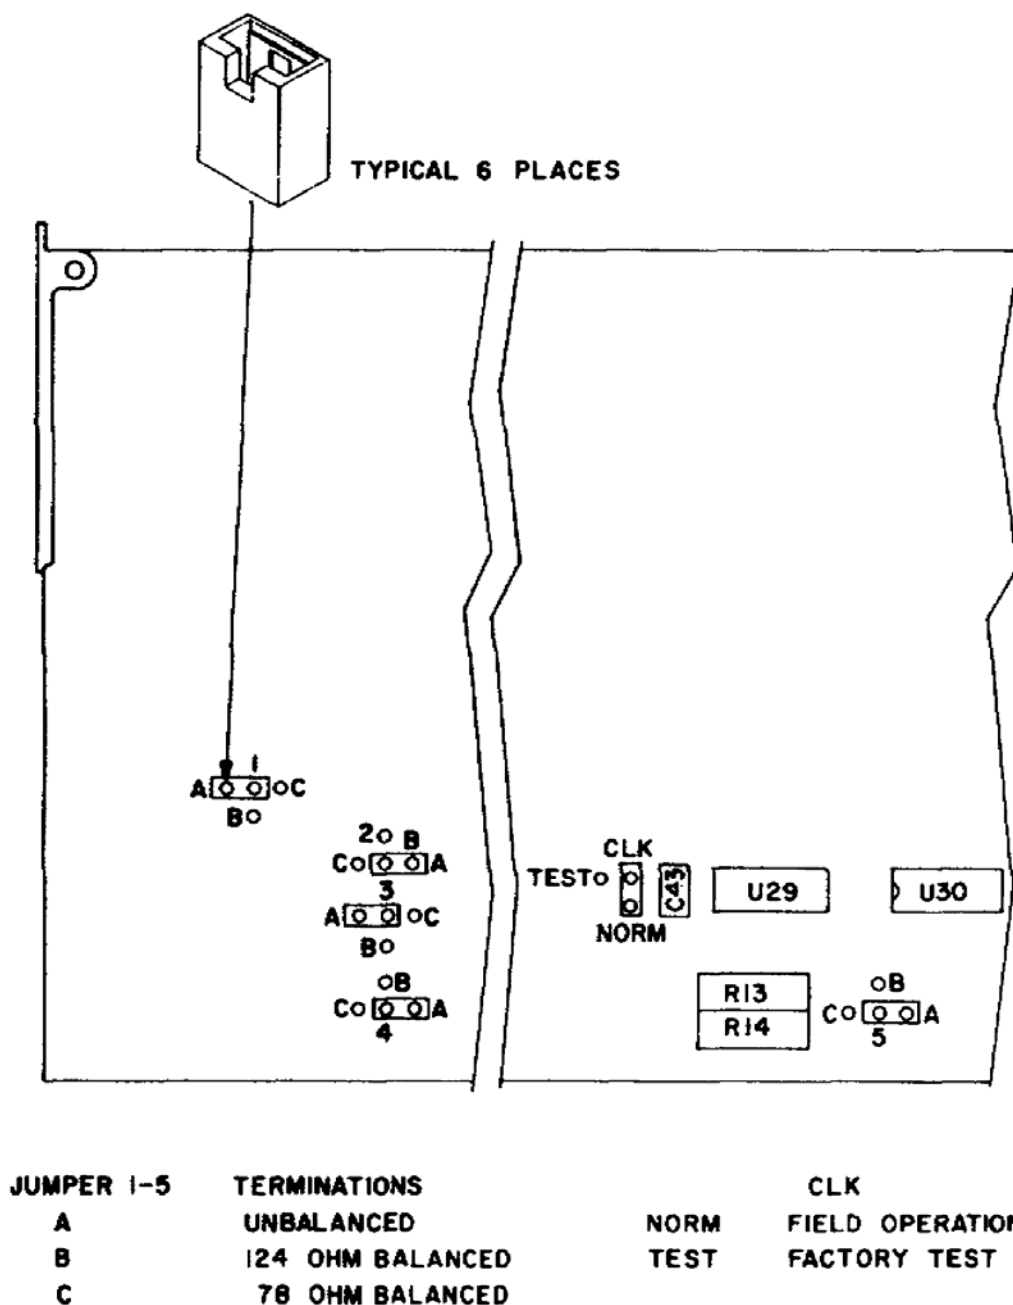 TYPICAL 6 PLACES
1
A C
B
2 B
C A
3
A C
B
B
C A
4
CLK
TEST
NORM
C43
U29
U30
R13
R14
B
C A
5
JUMPER 1-5 TERMINATIONS CLK
A UNBALANCED NORM FIELD OPERATION
B 124 OHM BALANCED TEST FACTORY TEST
C 78 OHM BALANCED